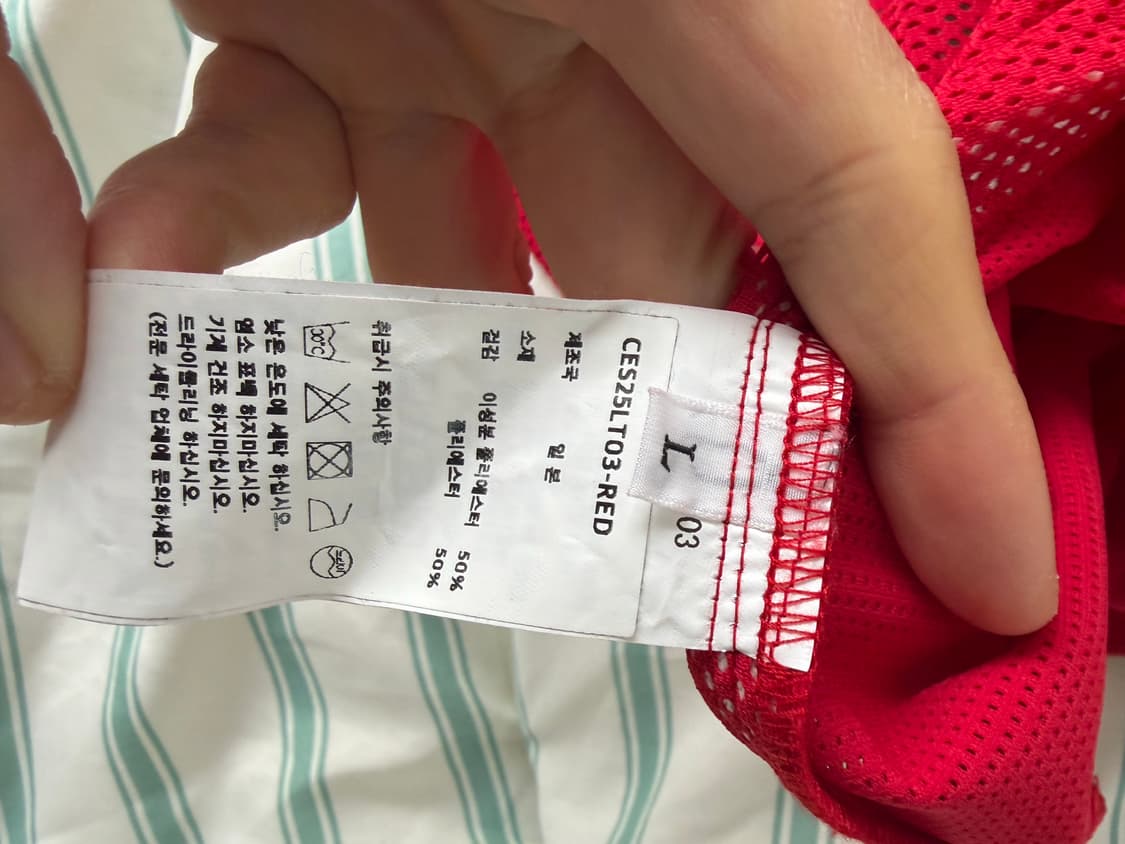 L
03
CES25LT03-RED
제조국 일본
소재
겉감 이성분 폴리에스터 50%
폴리에스터 50%
취급시 주의사항
30°C
드라이
낮은 온도에 세탁 하십시오.
염소 표백 하지마십시오.
기계 건조 하지마십시오.
드라이클리닝 하십시오.
(전문 세탁 업체에 문의하세요.)